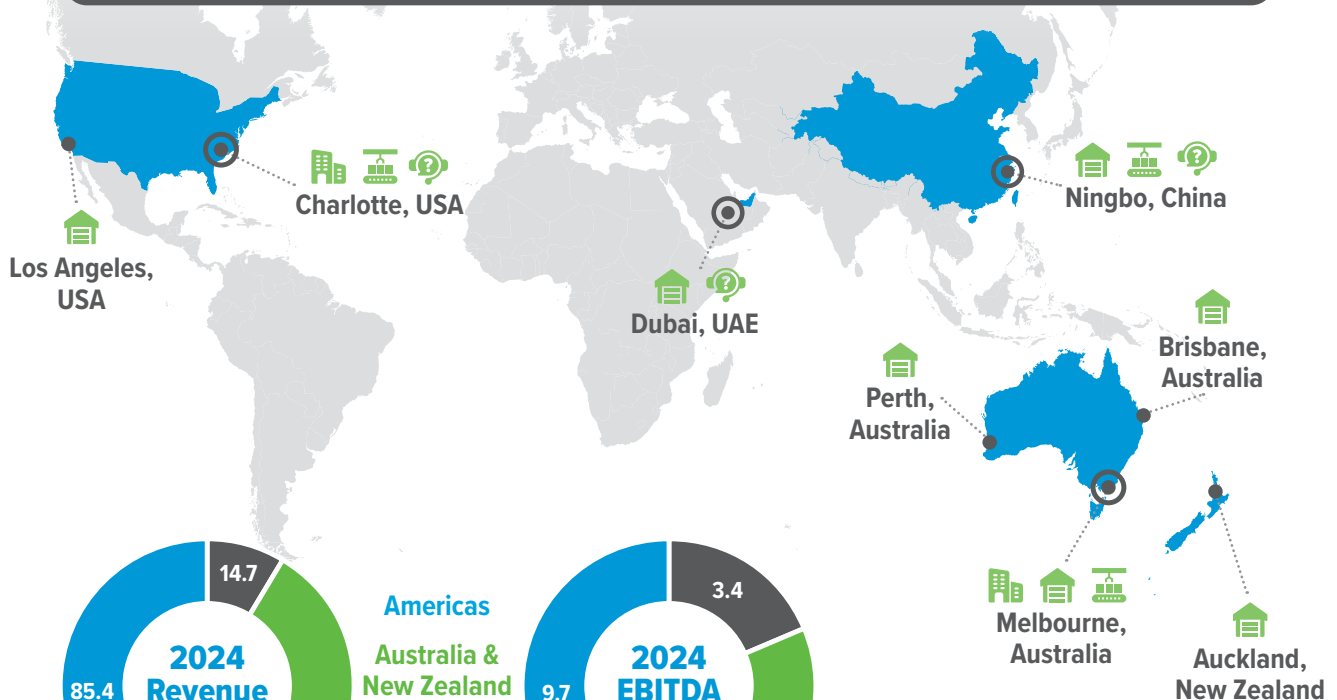 Charlotte, USA
Ningbo, China
Los Angeles,
USA
Dubai, UAE
Brisbane,
Australia
Perth,
Australia
Melbourne,
Australia
Auckland,
New Zealand
14.7
85.4
2024
Revenue
Americas
Australia &
New Zealand
3.4
9.7
2024
EBITDA